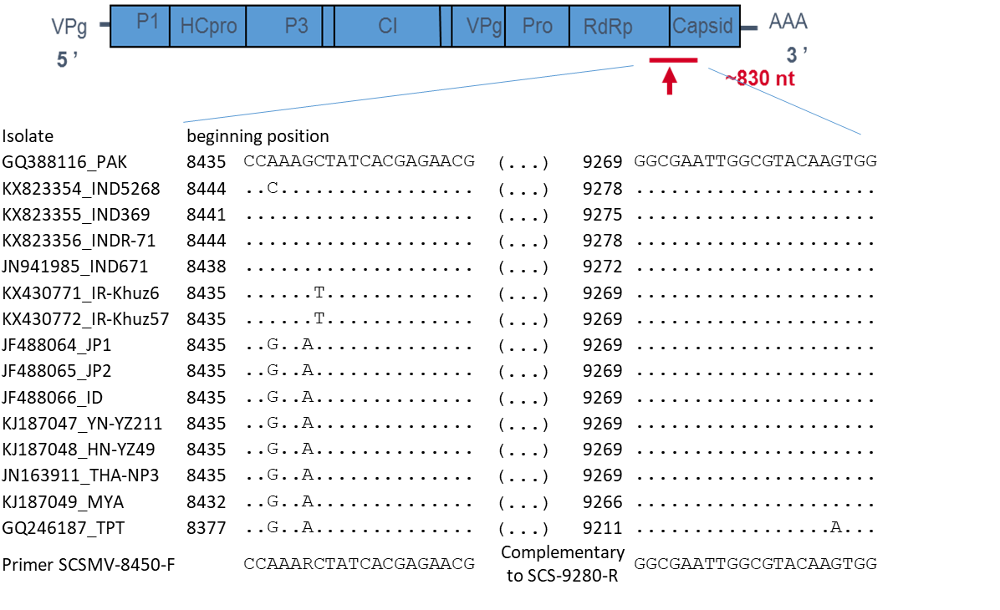 VPg P1 HCpro P3 CI VPg Pro RdRp Capsid AAA
5 ’ 3 ’
~830 nt
Isolate beginning position
GQ388116_PAK 8435 CCAAAGCTATCACGAGAACG (...) 9269 GGCGAATTGGCGTACAAGTGG
KX823354_IND5268 8444 ..C................. (...) 9278 .....................
KX823355_IND369 8441 .................... (...) 9275 .....................
KX823356_INDR-71 8444 .................... (...) 9278 .....................
JN941985_IND671 8438 .................... (...) 9272 .....................
KX430771_IR-Khuz6 8435 ......T............. (...) 9269 .....................
KX430772_IR-Khuz57 8435 ......T............. (...) 9269 .....................
JF488064_JP1 8435 ..G..A.............. (...) 9269 .....................
JF488065_JP2 8435 ..G..A.............. (...) 9269 .....................
JF488066_ID 8435 ..G..A.............. (...) 9269 .....................
KJ187047_YN-YZ211 8435 ..G..A.............. (...) 9269 .....................
KJ187048_HN-YZ49 8435 ..G..A.............. (...) 9269 .....................
JN163911_THA-NP3 8435 ..G..A.............. (...) 9269 .....................
KJ187049_MYA 8432 ..G..A.............. (...) 9266 .....................
GQ246187_TPT 8377 ..G..A.............. (...) 9211 .................A...
Primer SCSMV-8450-F CCAAARCTATCACGAGAACG Complementary
to SCS-9280-R GGCGAATTGGCGTACAAGTGG